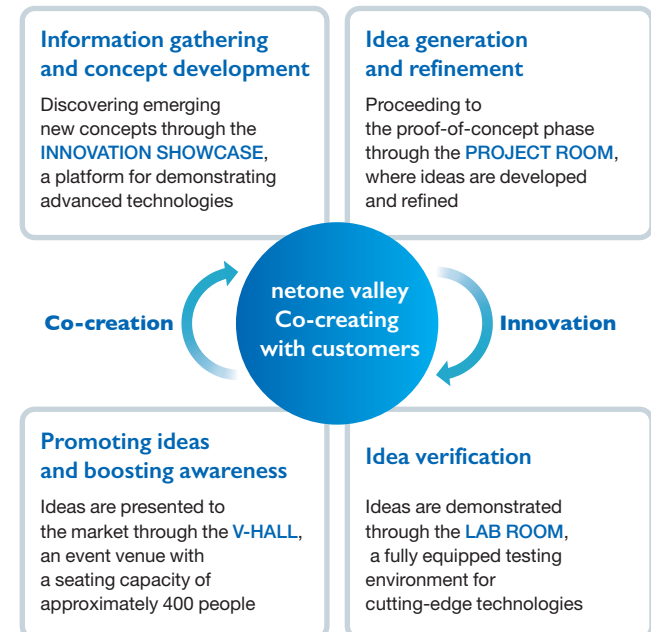 Information gathering
and concept development
Discovering emerging
new concepts through the
INNOVATION SHOWCASE,
a platform for demonstrating
advanced technologies
Idea generation
and refinement
Proceeding to
the proof-of-concept phase
through the PROJECT ROOM,
where ideas are developed
and refined
Co-creation
netone valley
Co-creating
with customers
Innovation
Promoting ideas
and boosting awareness
Ideas are presented to
the market through the V-HALL,
an event venue with
a seating capacity of
approximately 400 people
Idea verification
Ideas are demonstrated
through the LAB ROOM,
a fully equipped testing
environment for
cutting-edge technologies